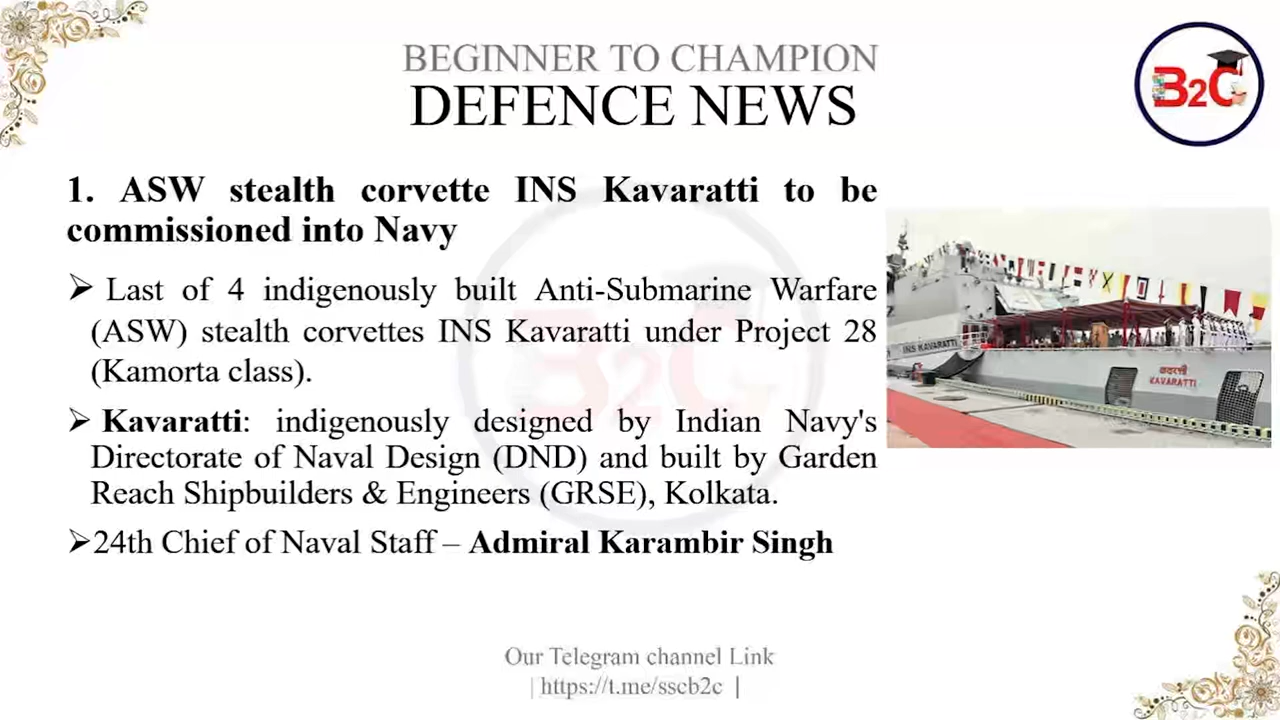 BEGINNER TO CHAMPION
DEFENCE NEWS
B2C
1. ASW stealth corvette INS Kavaratti to be
commissioned into Navy
➢ Last of 4 indigenously built Anti-Submarine Warfare
(ASW) stealth corvettes INS Kavaratti under Project 28
(Kamorta class).
➢ Kavaratti: indigenously designed by Indian Navy's
Directorate of Naval Design (DND) and built by Garden
Reach Shipbuilders & Engineers (GRSE), Kolkata.
➢24th Chief of Naval Staff – Admiral Karambir Singh
INS KAVARATTI
कवरत्ती
KAVARATTI
B2C
Our Telegram channel Link
| https://t.me/sscb2c |